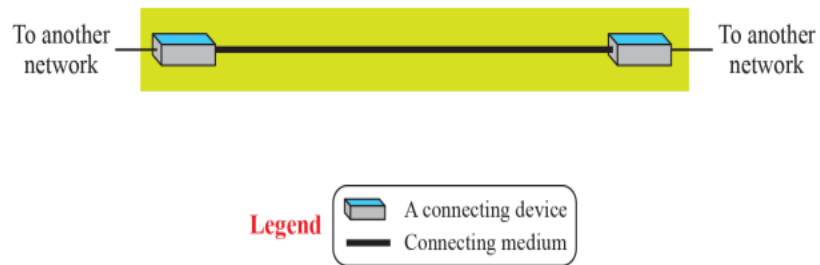 To another
network
To another
network
Legend
A connecting device
Connecting medium